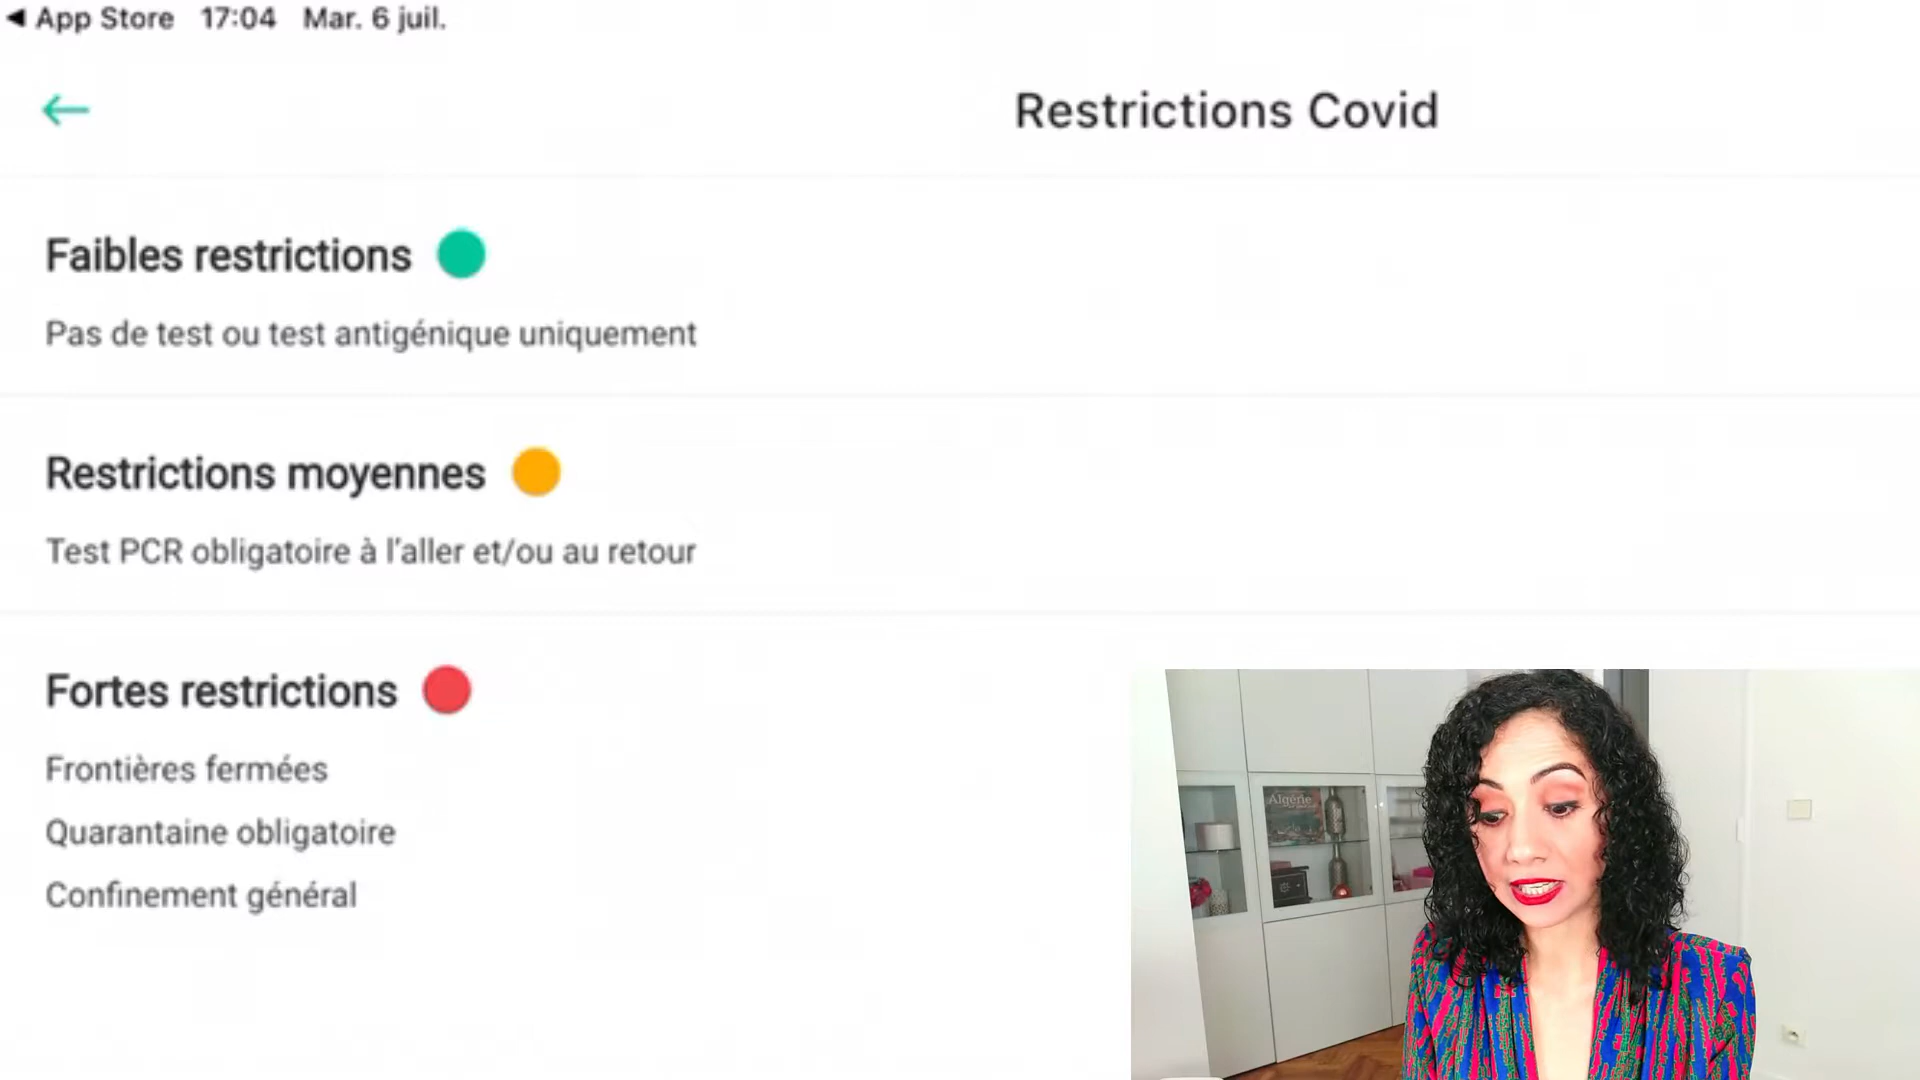 ◀ App Store 17:04 Mar. 6 juil.
Restrictions Covid
Faibles restrictions
Pas de test ou test antigénique uniquement
Restrictions moyennes
Test PCR obligatoire à l’aller et/ou au retour
Fortes restrictions
Frontières fermées
Quarantaine obligatoire
Confinement général
Algérie